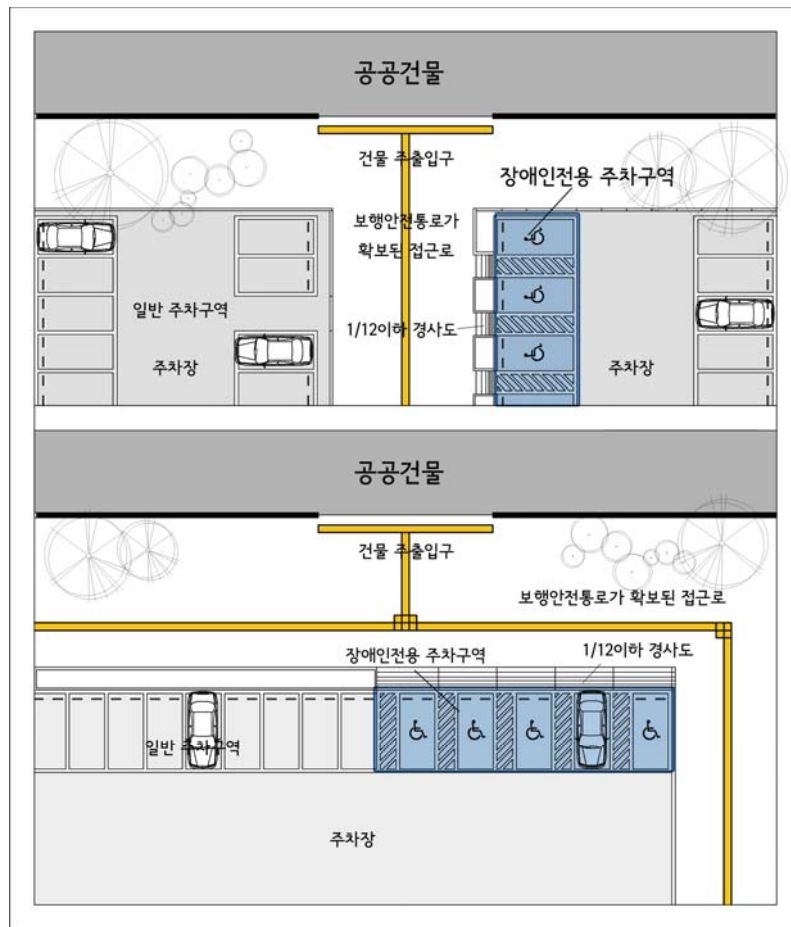 공공건물
건물 주출입구
장애인전용 주차구역
보행안전통로가
확보된 접근로
일반 주차구역
1/12이하 경사도
주차장
주차장
공공건물
건물 주출입구
보행안전통로가 확보된 접근로
장애인전용 주차구역
1/12이하 경사도
일반 주차구역
주차장